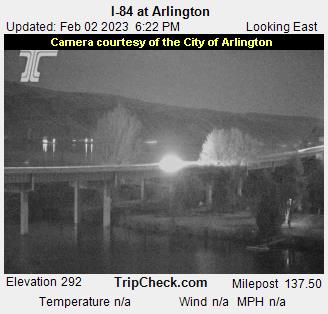 I-84 at Arlington
Updated: Feb 02 2023 6:22 PM Looking East
Camera courtesy of the City of Arlington
Elevation 292 TripCheck.com Milepost 137.50
Temperature n/a Wind n/a MPH n/a